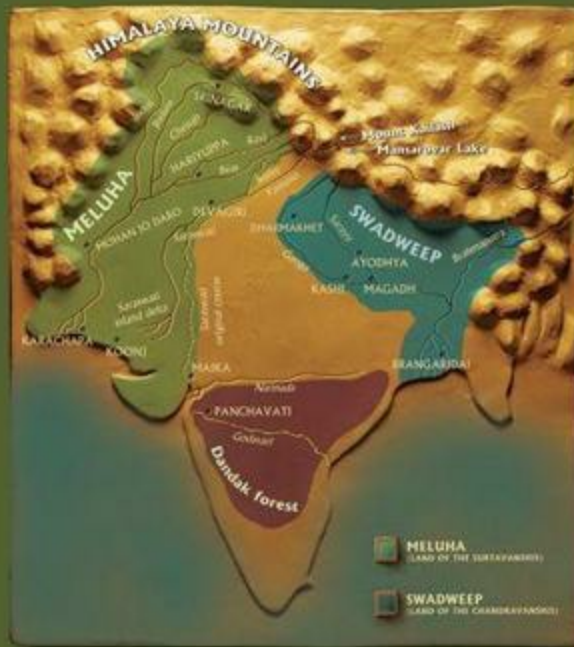 HIMALAYA MOUNTAINS
SRINAGAR
Chenab
HARIYUPPA
Ravi
Beas
Mount Kailash
Mansarovar Lake
MELUHA
MOHAN JO DARO
DEVAGIRI
Saraswati
DHARMAKHET
SWADWEEP
Sarayu
Ganga
AYODHYA
Brahmaputra
KASHI
MAGADH
Saraswati
inland delta
Saraswati
original course
KARACHAPA
KOONJ
MAIKA
BRANGARIDAI
Narmada
PANCHAVATI
Godavari
Dandak forest
MELUHA
(LAND OF THE SURYAVANSHIS)
SWADWEEP
(LAND OF THE CHANDRAVANSHIS)